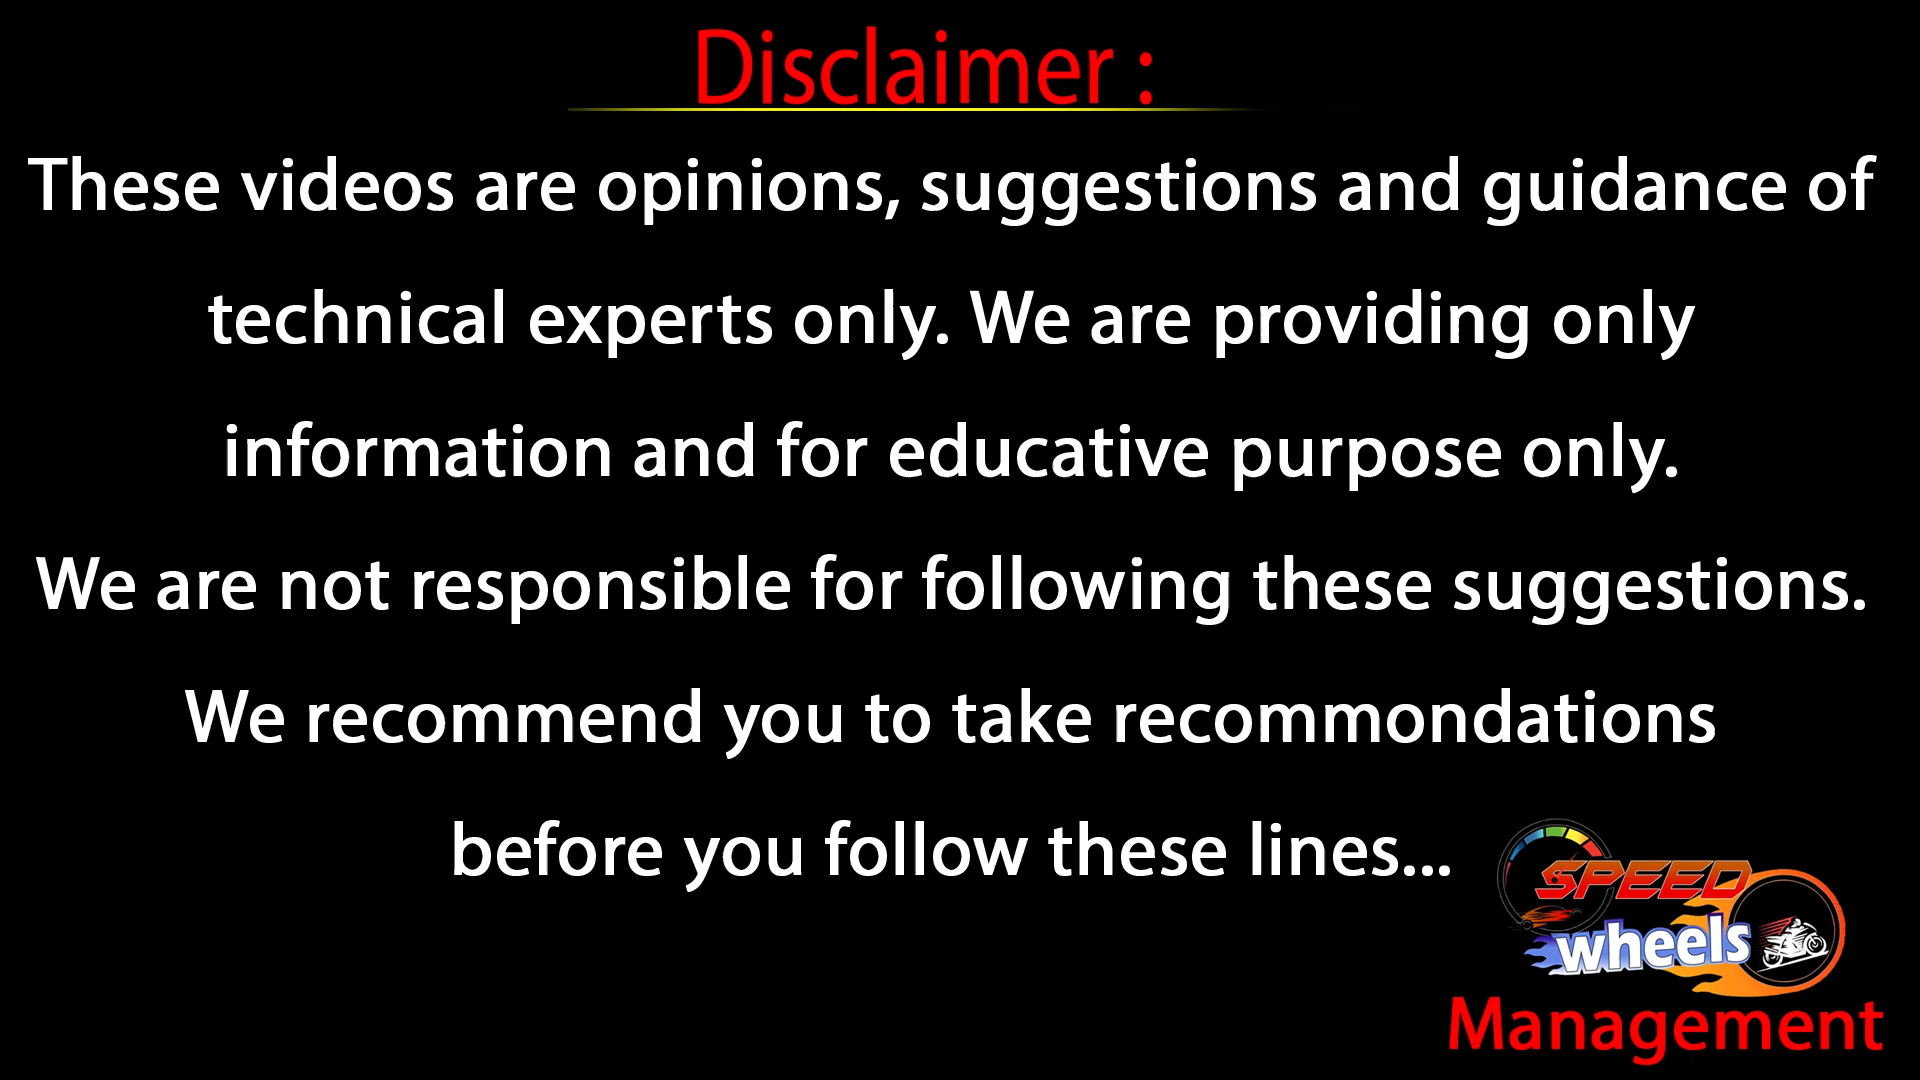 Disclaimer :
These videos are opinions, suggestions and guidance of
technical experts only. We are providing only
information and for educative purpose only.
We are not responsible for following these suggestions.
We recommend you to take recommondations
before you follow these lines...
SPEED
wheels
Management